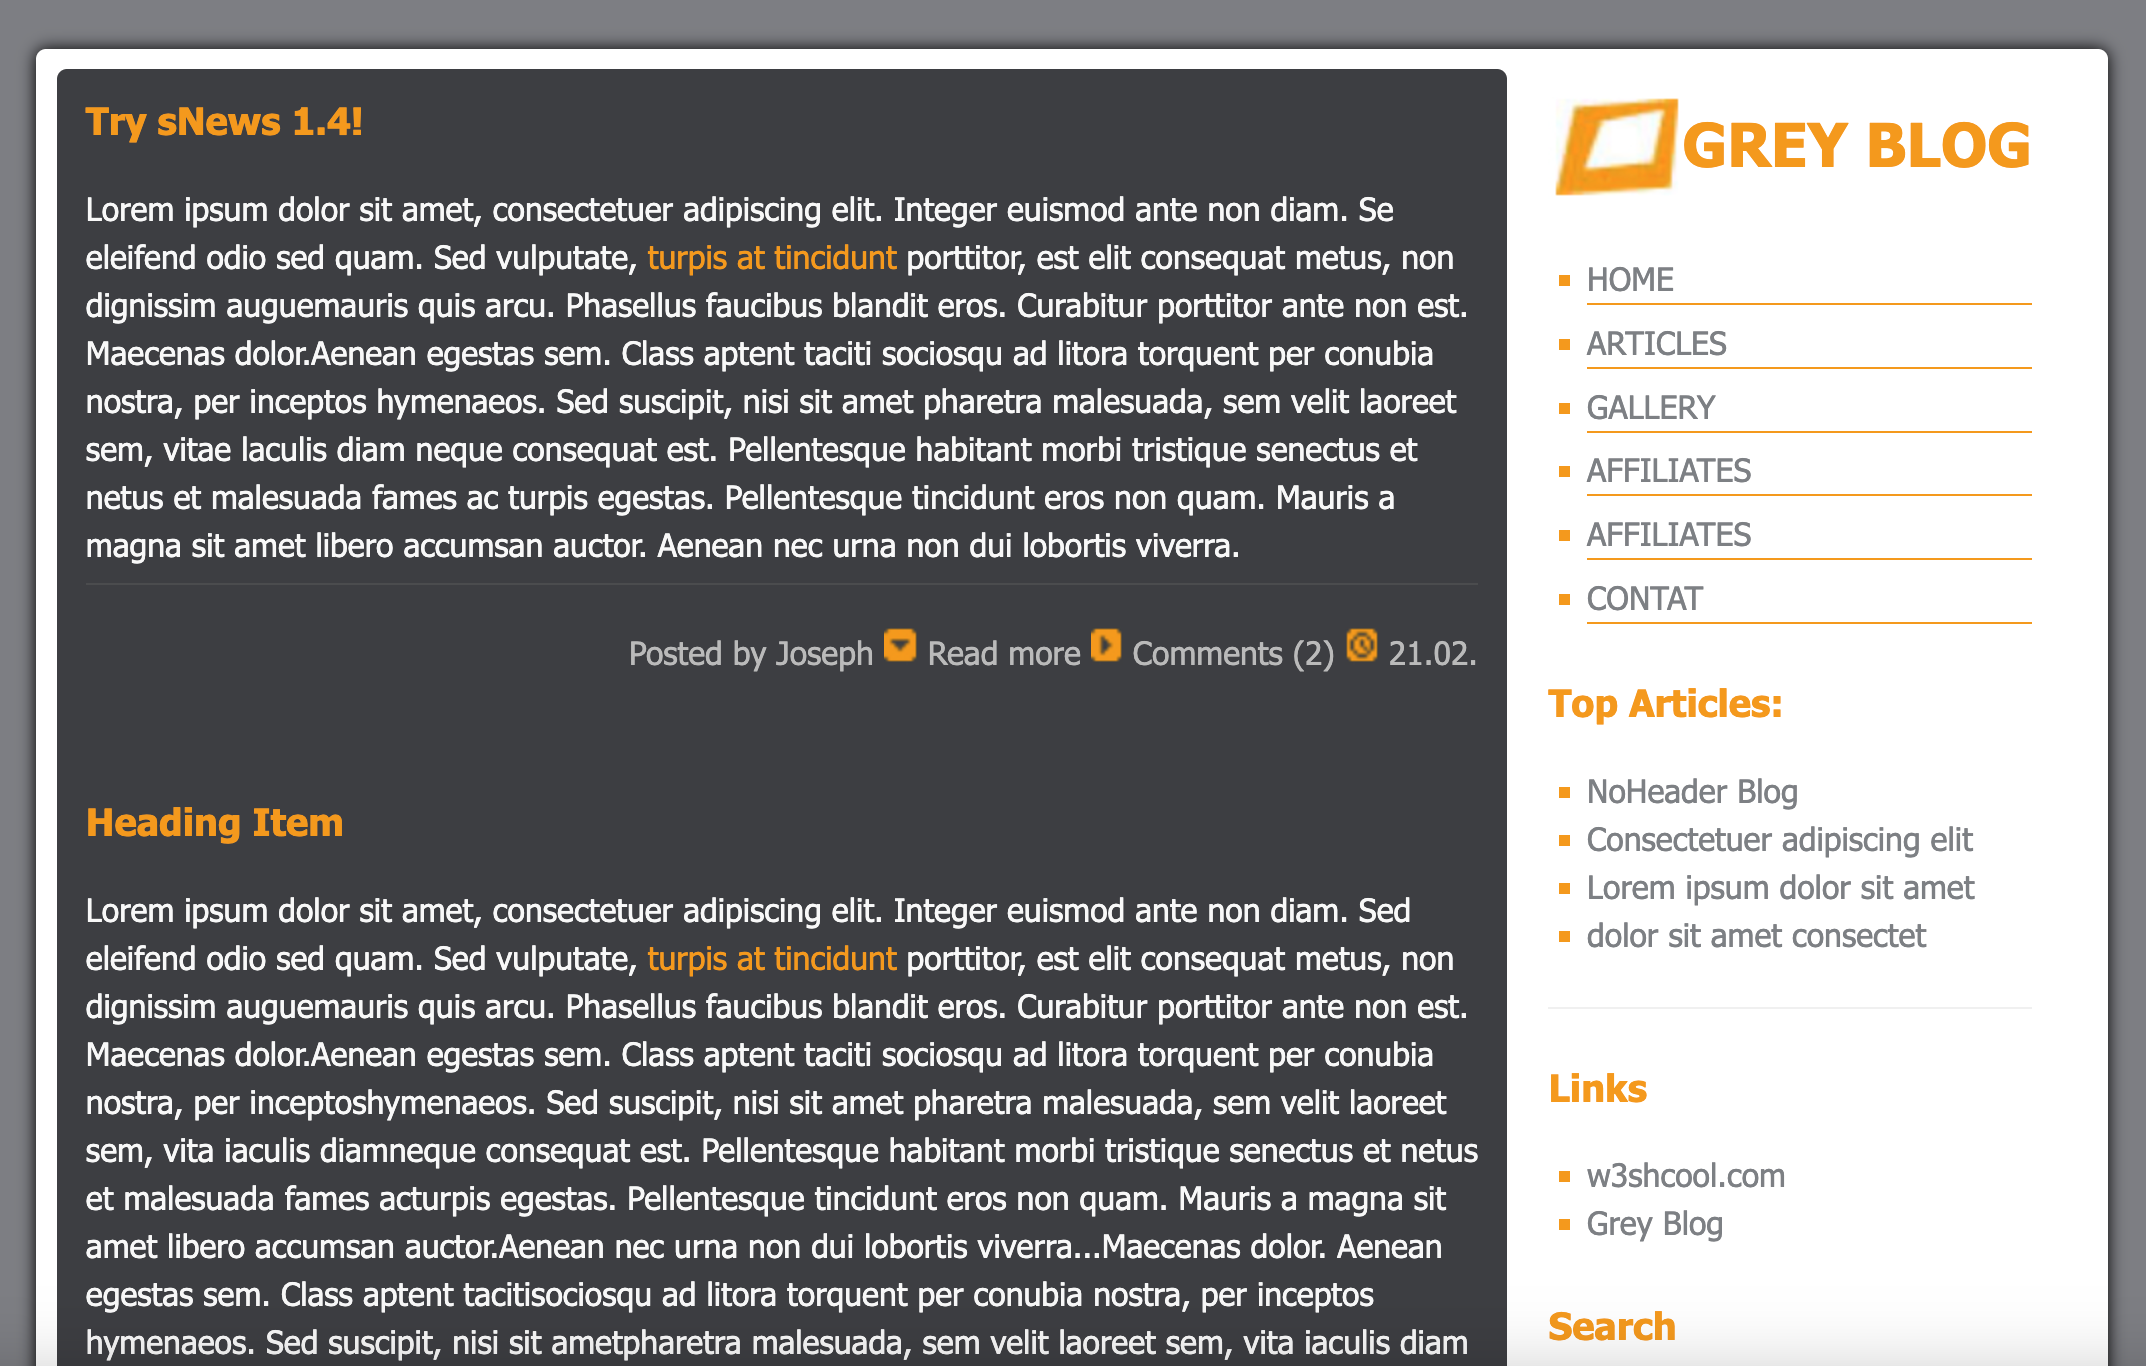 Try sNews 1.4!
Lorem ipsum dolor sit amet, consectetuer adipiscing elit. Integer euismod ante non diam. Se
eleifend odio sed quam. Sed vulputate, turpis at tincidunt porttitor, est elit consequat metus, non
dignissim auguemauris quis arcu. Phasellus faucibus blandit eros. Curabitur porttitor ante non est.
Maecenas dolor.Aenean egestas sem. Class aptent taciti sociosqu ad litora torquent per conubia
nostra, per inceptos hymenaeos. Sed suscipit, nisi sit amet pharetra malesuada, sem velit laoreet
sem, vitae laculis diam neque consequat est. Pellentesque habitant morbi tristique senectus et
netus et malesuada fames ac turpis egestas. Pellentesque tincidunt eros non quam. Mauris a
magna sit amet libero accumsan auctor. Aenean nec urna non dui lobortis viverra.
Posted by Joseph Read more Comments (2) 21.02.
Heading Item
Lorem ipsum dolor sit amet, consectetuer adipiscing elit. Integer euismod ante non diam. Sed
eleifend odio sed quam. Sed vulputate, turpis at tincidunt porttitor, est elit consequat metus, non
dignissim auguemauris quis arcu. Phasellus faucibus blandit eros. Curabitur porttitor ante non est.
Maecenas dolor.Aenean egestas sem. Class aptent taciti sociosqu ad litora torquent per conubia
nostra, per inceptoshymenaeos. Sed suscipit, nisi sit amet pharetra malesuada, sem velit laoreet
sem, vita iaculis diamneque consequat est. Pellentesque habitant morbi tristique senectus et netus
et malesuada fames acturpis egestas. Pellentesque tincidunt eros non quam. Mauris a magna sit
amet libero accumsan auctor.Aenean nec urna non dui lobortis viverra...Maecenas dolor. Aenean
egestas sem. Class aptent tacitisociosqu ad litora torquent per conubia nostra, per inceptos
hymenaeos. Sed suscipit, nisi sit ametpharetra malesuada, sem velit laoreet sem, vita iaculis diam
GREY BLOG
HOME
ARTICLES
GALLERY
AFFILIATES
AFFILIATES
CONTAT
Top Articles:
NoHeader Blog
Consectetuer adipiscing elit
Lorem ipsum dolor sit amet
dolor sit amet consectet
Links
w3shcool.com
Grey Blog
Search